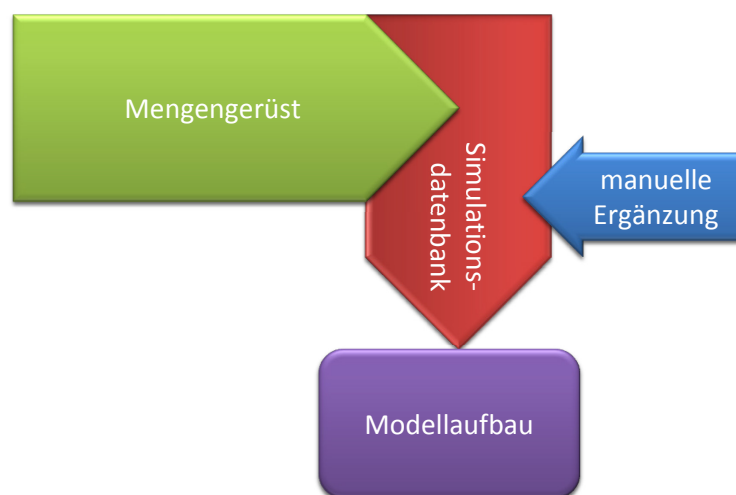 Mengengerüst
Simulations-
datenbank
manuelle
Ergänzung
Modellaufbau